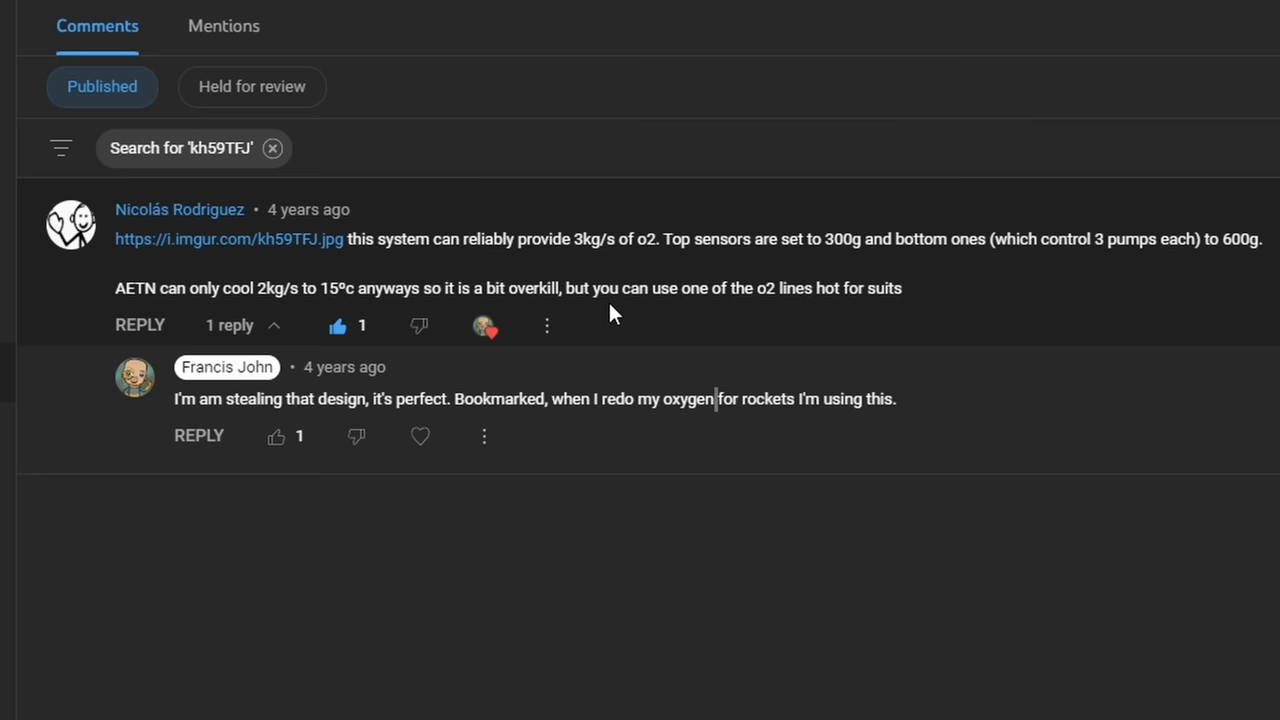 Comments Mentions
Published Held for review
Search for 'kh59TFJ'
Nicolás Rodriguez • 4 years ago
https://i.imgur.com/kh59TFJ.jpg this system can reliably provide 3kg/s of o2. Top sensors are set to 300g and bottom ones (which control 3 pumps each) to 600g.
AETN can only cool 2kg/s to 15ºc anyways so it is a bit overkill, but you can use one of the o2 lines hot for suits
REPLY 1 reply 1
Francis John • 4 years ago
I'm am stealing that design, it's perfect. Bookmarked, when I redo my oxygen for rockets I'm using this.
REPLY 1